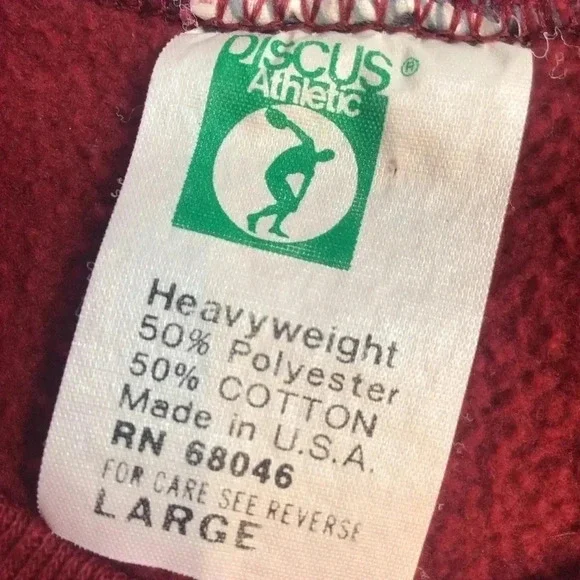 DISCUS®
Athletic
Heavyweight
50% Polyester
50% COTTON
Made in U.S.A.
RN 68046
FOR CARE SEE REVERSE
LARGE